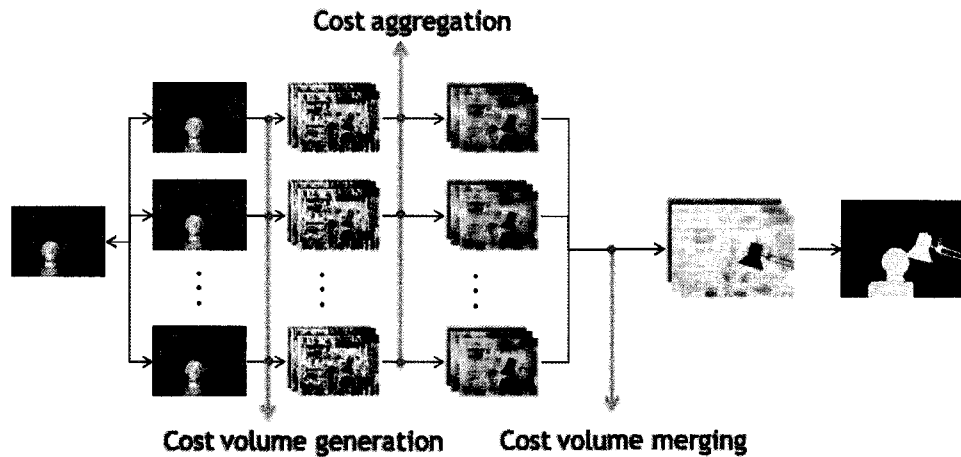 Cost aggregation
Cost volume generation
Cost volume merging